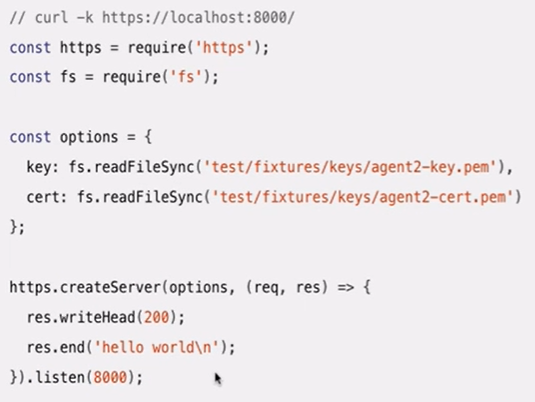 // curl -k https://localhost:8000/
const https = require('https');
const fs = require('fs');
const options = {
key: fs.readFileSync('test/fixtures/keys/agent2-key.pem'),
cert: fs.readFileSync('test/fixtures/keys/agent2-cert.pem')
};
https.createServer(options, (req, res) => {
res.writeHead(200);
res.end('hello world\n');
}).listen(8000);